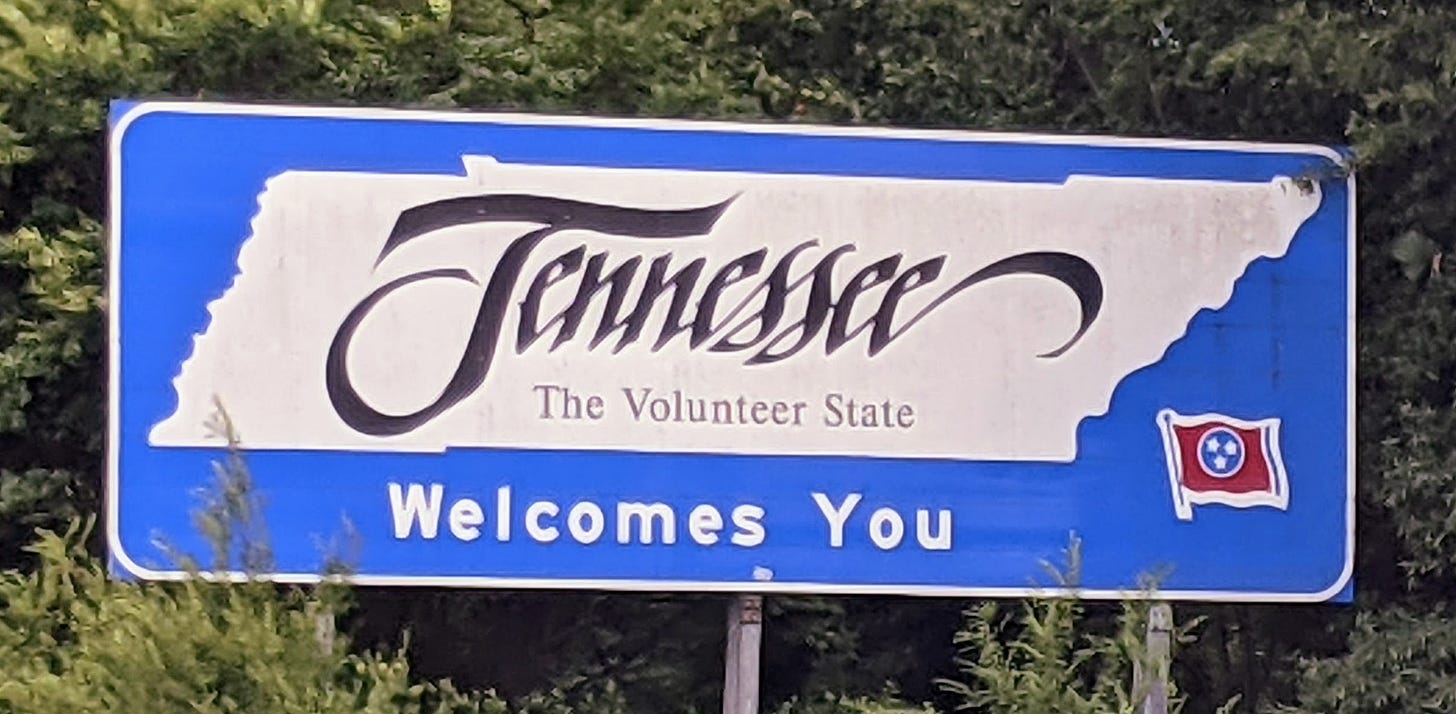 Tennessee
The Volunteer State
Welcomes You